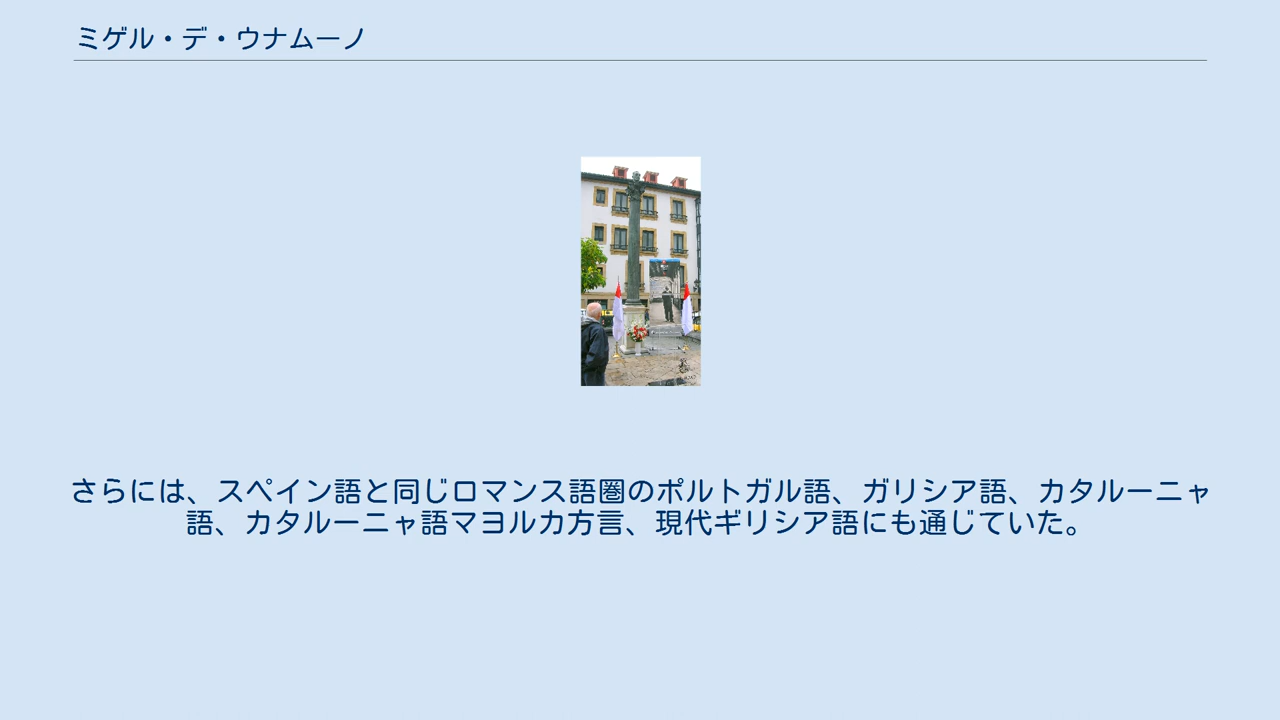 ミゲル・デ・ウナムーノ
さらには、スペイン語と同じロマンス語圏のポルトガル語、ガリシア語、カタルーニャ
語、カタルーニャ語マヨルカ方言、現代ギリシア語にも通じていた。